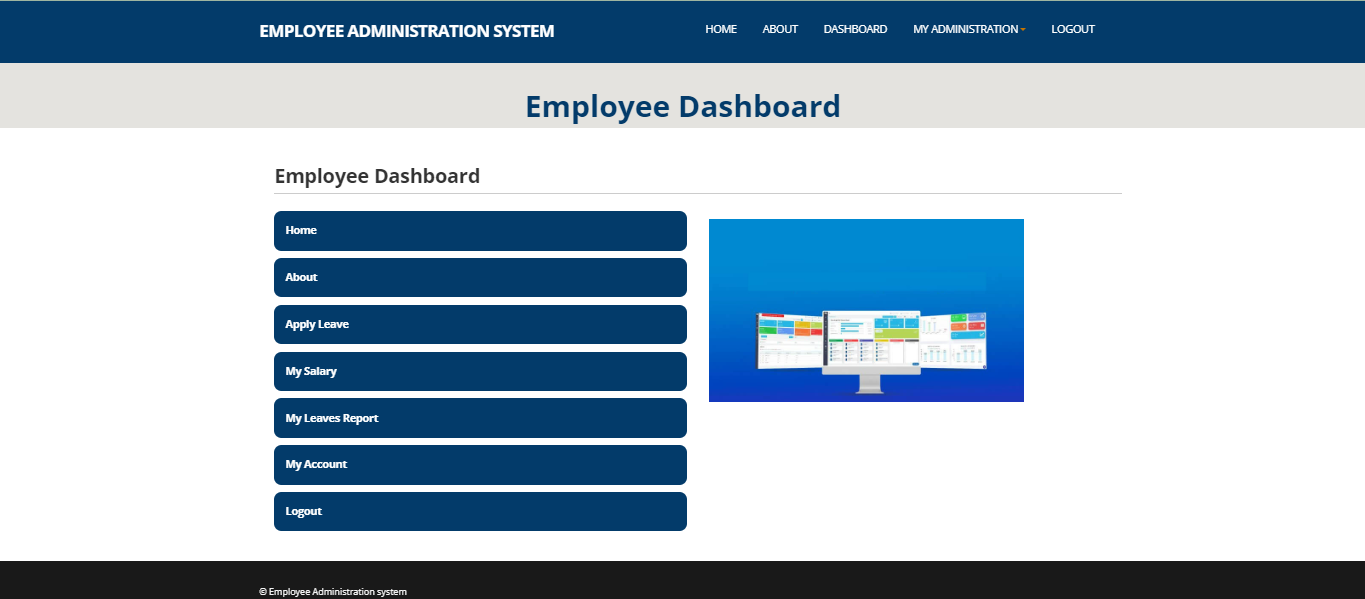 EMPLOYEE ADMINISTRATION SYSTEM
HOME ABOUT DASHBOARD MY ADMINISTRATION LOGOUT
Employee Dashboard
Employee Dashboard
Home
About
Apply Leave
My Salary
My Leaves Report
My Account
Logout
© Employee Administration system